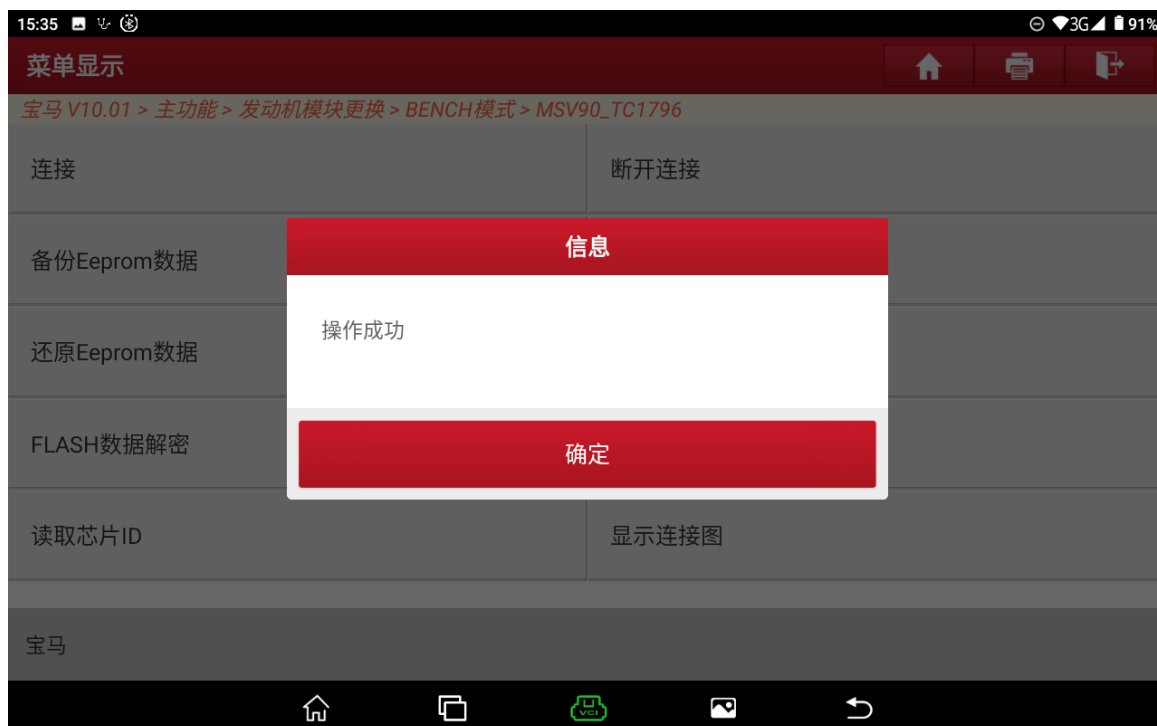 15:35
3G 91%
菜单显示
宝马 V10.01 > 主功能 > 发动机模块更换 > BENCH模式 > MSV90_TC1796
连接
断开连接
备份Eeprom数据
信息
操作成功
还原Eeprom数据
FLASH数据解密
确定
读取芯片ID
显示连接图
宝马
VCI